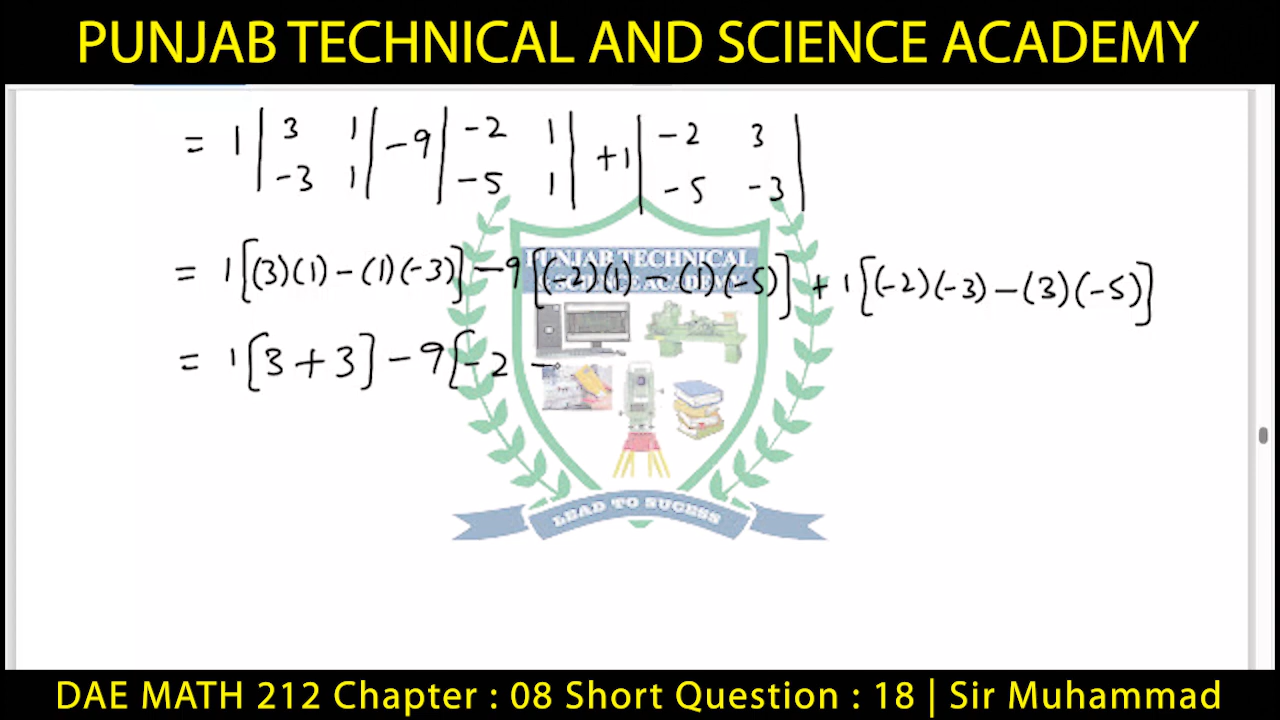 PUNJAB TECHNICAL AND SCIENCE ACADEMY
= 1 | 3 1 | - 9 | -2 1 | + 1 | -2 3 |
| -3 1 | | -5 1 | | -5 -3 |
= 1[(3)(1) - (1)(-3)] - 9[(-2)(1) - (1)(-5)] + 1[(-2)(-3) - (3)(-5)]
PUNJAB TECHNICAL
SCIENCE ACADEMY
= 1[3 + 3] - 9[-2 -
LEAD TO SUCESS
DAE MATH 212 Chapter : 08 Short Question : 18 | Sir Muhammad